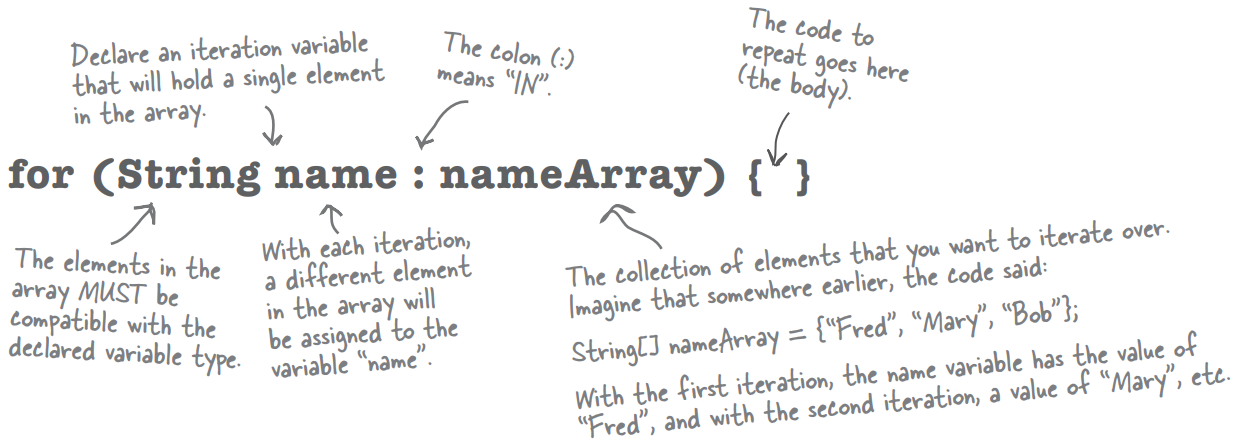 Declare an iteration variable
that will hold a single element
in the array.
The colon (:)
means “IN”.
The code to
repeat goes here
(the body).
for (String name : nameArray) { }
The elements in the
array MUST be
compatible with the
declared variable type.
With each iteration,
a different element
in the array will
be assigned to the
variable “name”.
The collection of elements that you want to iterate over.
Imagine that somewhere earlier, the code said:
String[] nameArray = {“Fred”, “Mary”, “Bob”};
With the first iteration, the name variable has the value of
“Fred”, and with the second iteration, a value of “Mary”, etc.